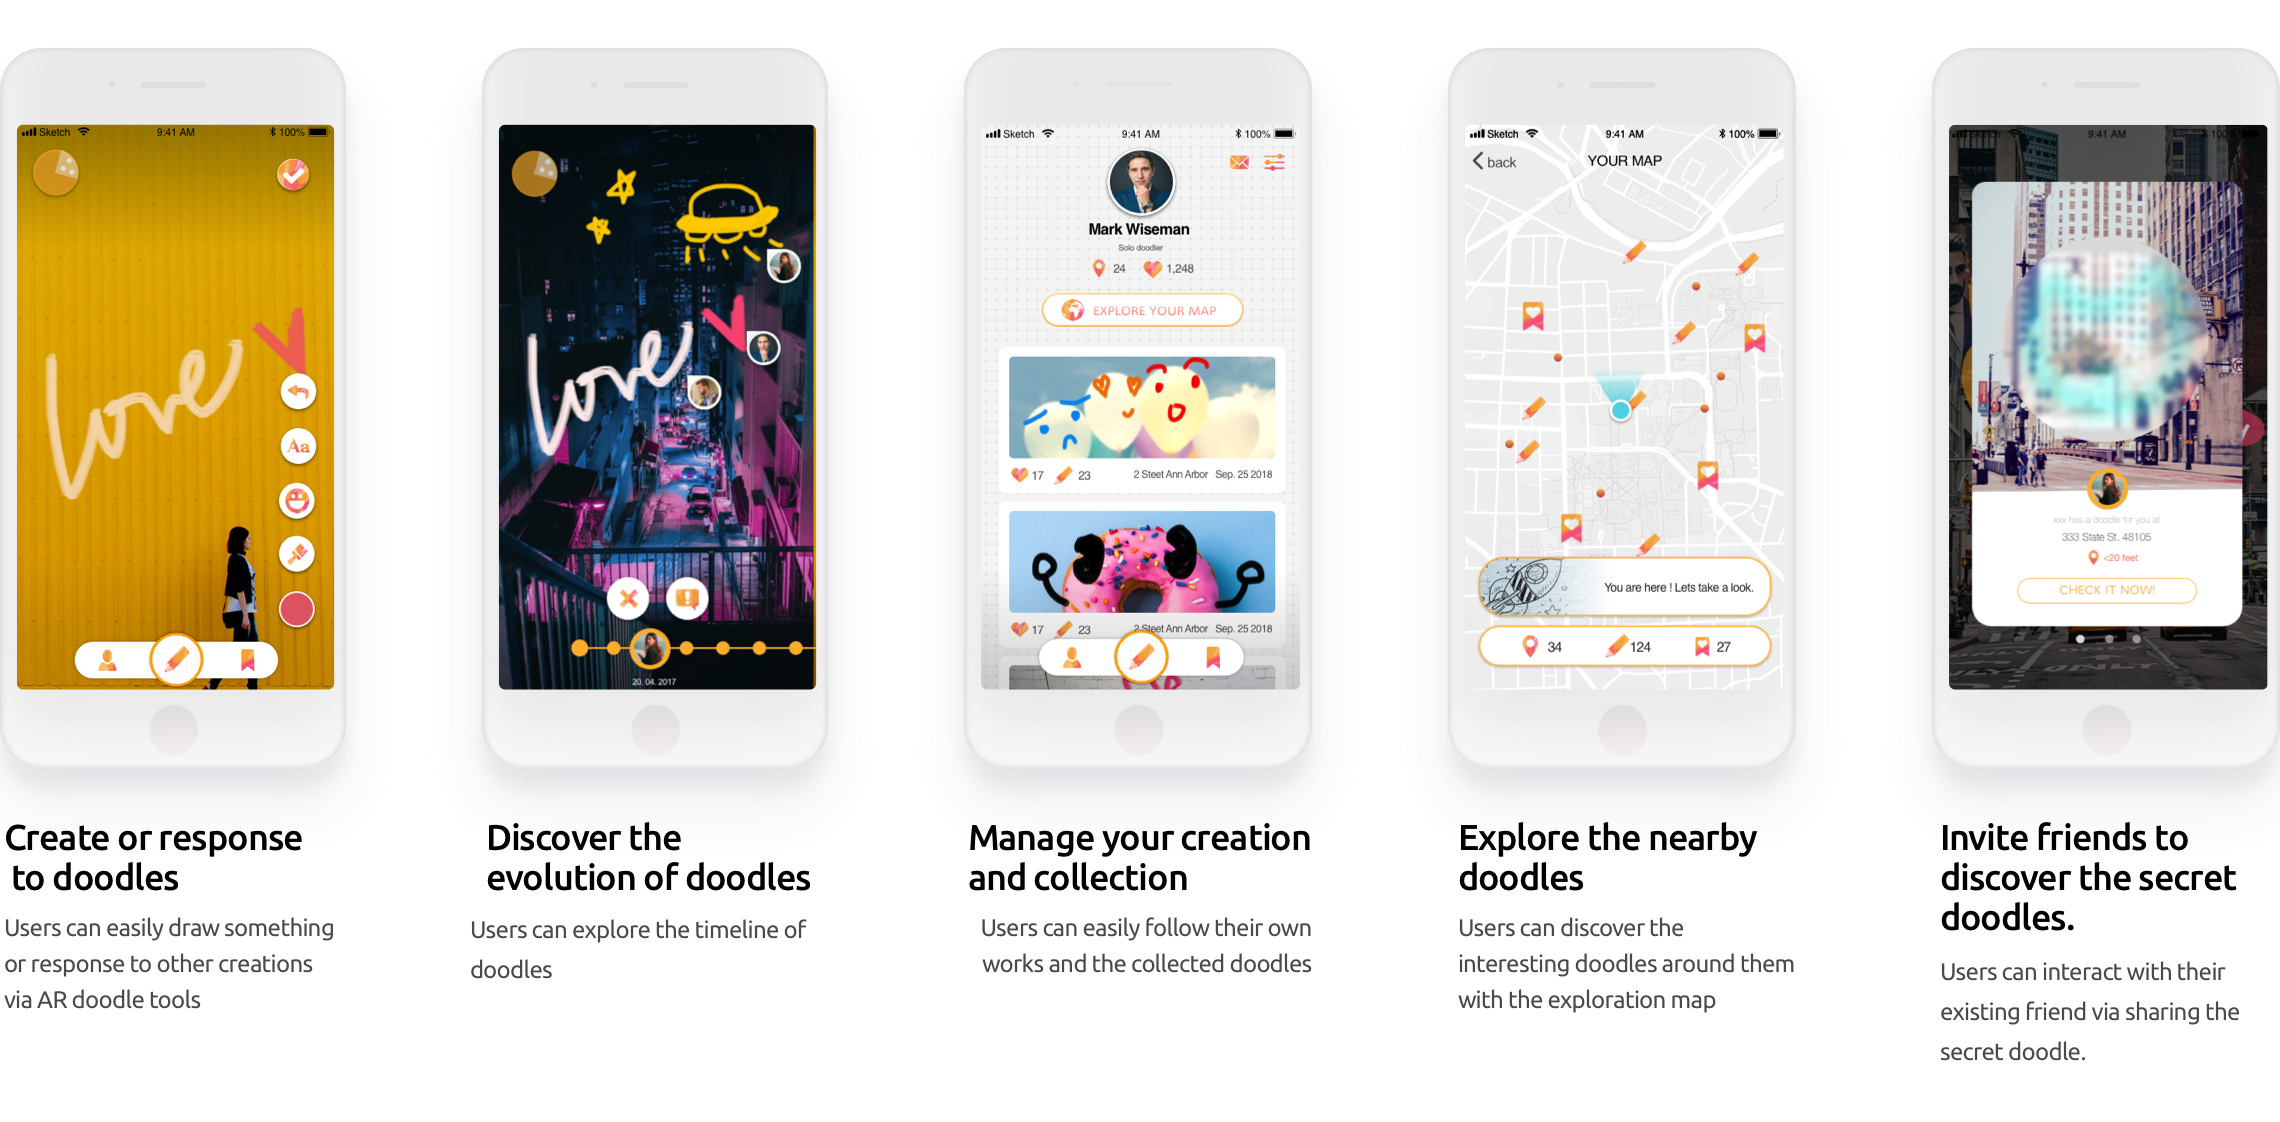 Sketch 9:41 AM 100%
love
Aa
Create or response
to doodles
Users can easily draw something
or response to other creations
via AR doodle tools
love
20. 04. 2017
Discover the
evolution of doodles
Users can explore the timeline of
doodles
Sketch 9:41 AM 100%
Mark Wiseman
Solo doodler
24 1,248
EXPLORE YOUR MAP
17 23 2 Steet Ann Arbor Sep. 25 2018
17 23 2 Steet Ann Arbor Sep. 25 2018
Manage your creation
and collection
Users can easily follow their own
works and the collected doodles
Sketch 9:41 AM 100%
back YOUR MAP
You are here ! Lets take a look.
34 124 27
Explore the nearby
doodles
Users can discover the
interesting doodles around them
with the exploration map
Sketch 9:41 AM 100%
xxx has a doodle for you at
333 State St. 48105
<20 feet
CHECK IT NOW!
ONLY
Invite friends to
discover the secret
doodles.
Users can interact with their
existing friend via sharing the
secret doodle.